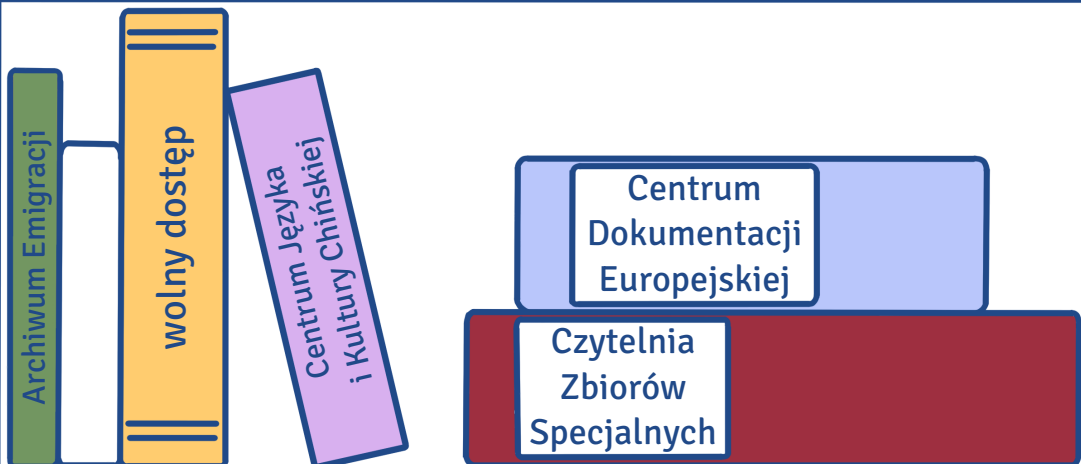 Archiwum Emigracji
wolny dostęp
Centrum Języka
i Kultury Chińskiej
Centrum
Dokumentacji
Europejskiej
Czytelnia
Zbiorów
Specjalnych